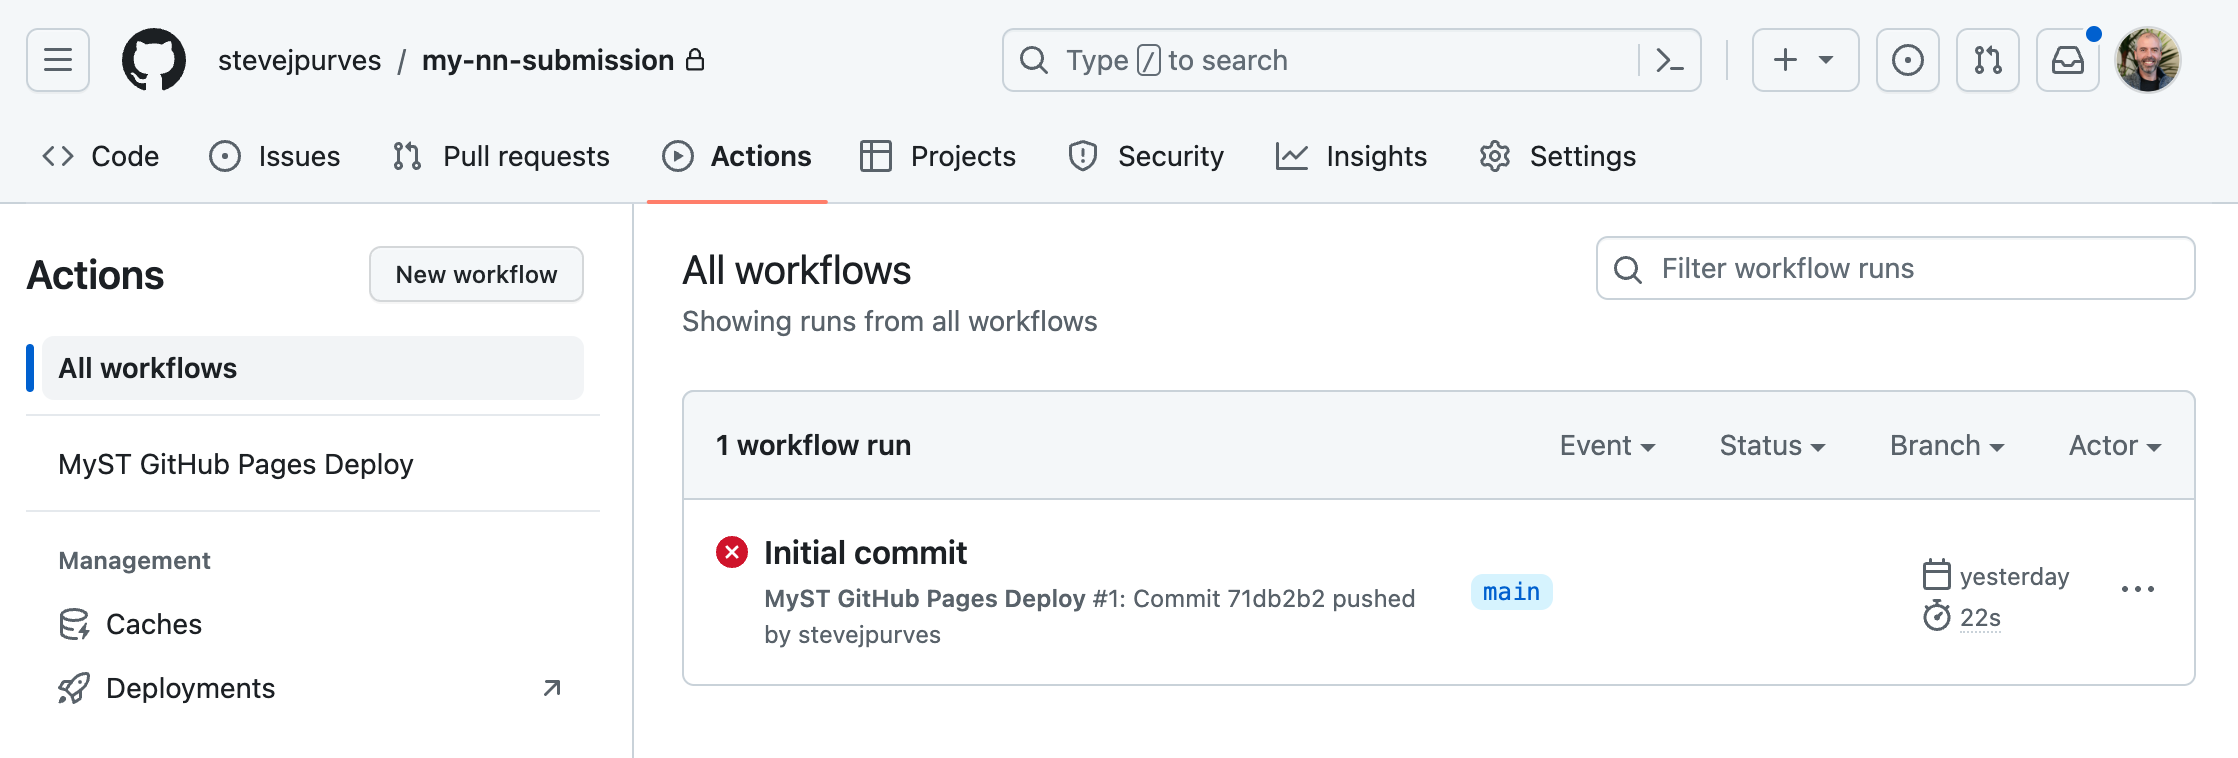 stevejpurves / my-nn-submission
Type / to search
Code
Issues
Pull requests
Actions
Projects
Security
Insights
Settings
Actions
New workflow
All workflows
MyST GitHub Pages Deploy
Management
Caches
Deployments
All workflows
Showing runs from all workflows
Filter workflow runs
1 workflow run
Event
Status
Branch
Actor
Initial commit
MyST GitHub Pages Deploy #1: Commit 71db2b2 pushed
by stevejpurves
main
yesterday
22s